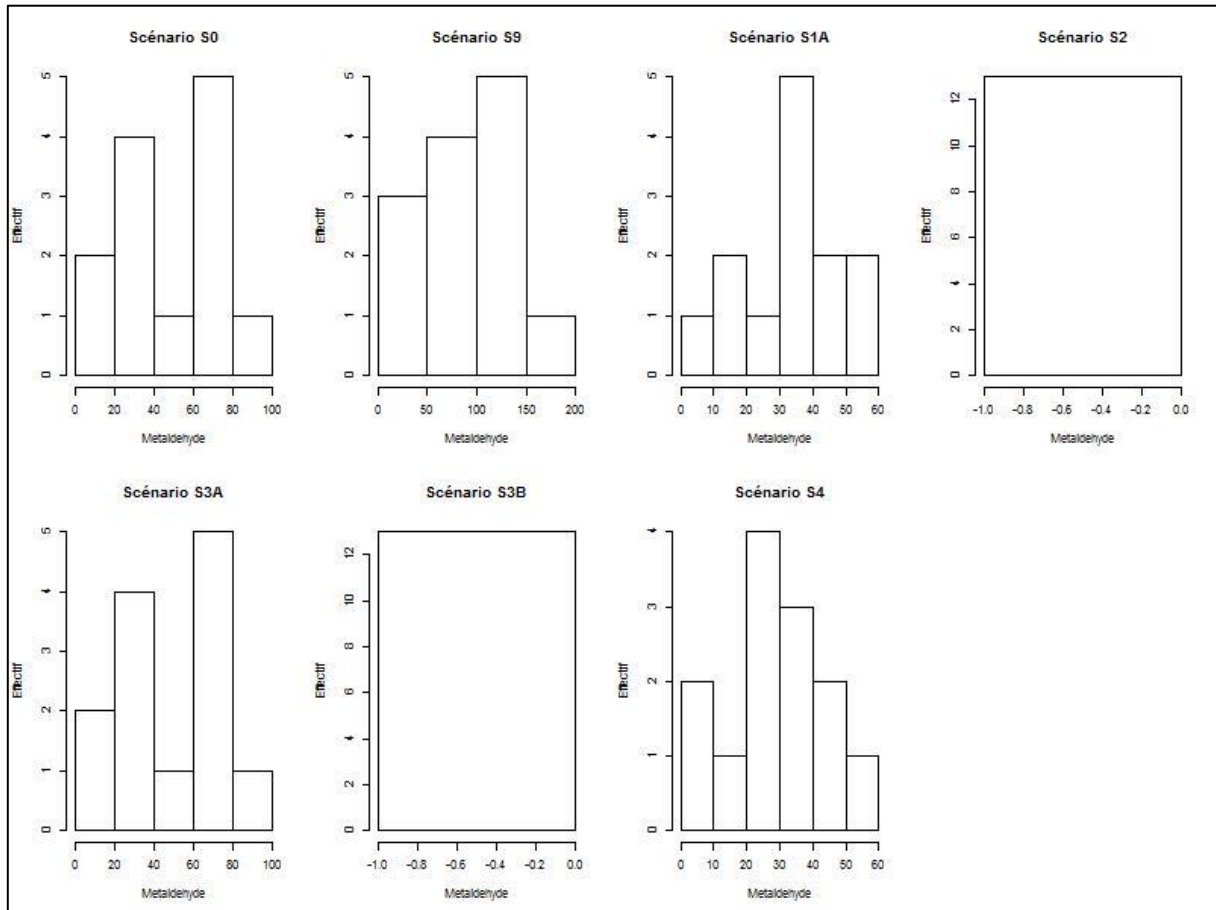 Scénario S0
Scénario S9
Scénario S1A
Scénario S2
Effectif
0 1 2 3 4 5
0 20 40 60 80 100
Metaldehyde
Effectif
0 1 2 3 4 5
0 50 100 150 200
Metaldehyde
Effectif
0 1 2 3 4 5
0 10 20 30 40 50 60
Metaldehyde
Effectif
0 2 4 6 8 10 12
-1.0 -0.8 -0.6 -0.4 -0.2 0.0
Metaldehyde
Scénario S3A
Scénario S3B
Scénario S4
Effectif
0 1 2 3 4 5
0 20 40 60 80 100
Metaldehyde
Effectif
0 2 4 6 8 10 12
-1.0 -0.8 -0.6 -0.4 -0.2 0.0
Metaldehyde
Effectif
0 1 2 3 4
0 10 20 30 40 50 60
Metaldehyde